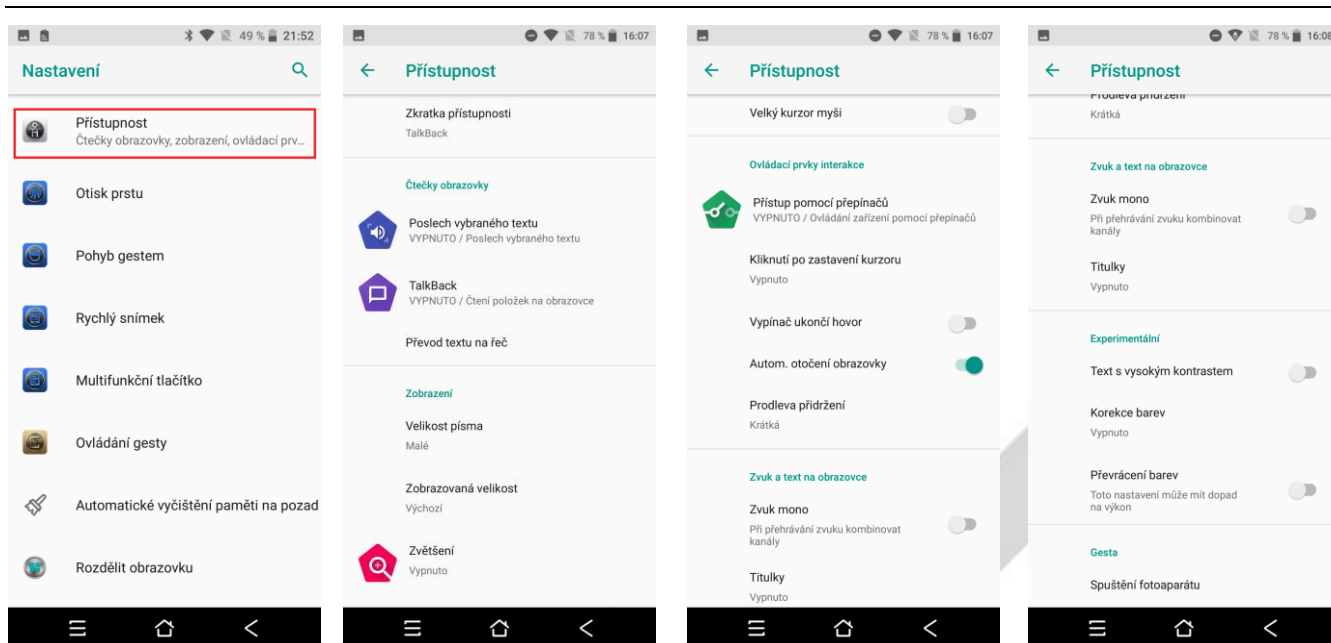 49 % 21:52
Nastavení
Přístupnost
Čtečky obrazovky, zobrazení, ovládací prv...
Otisk prstu
Pohyb gestem
Rychlý snímek
Multifunkční tlačítko
Ovládání gesty
Automatické vyčištění paměti na pozad
Rozdělit obrazovku
78 % 16:07
Přístupnost
Zkratka přístupnosti
TalkBack
Čtečky obrazovky
Poslech vybraného textu
VYPNUTO / Poslech vybraného textu
TalkBack
VYPNUTO / Čtení položek na obrazovce
Převod textu na řeč
Zobrazení
Velikost písma
Malé
Zobrazovaná velikost
Výchozí
Zvětšení
Vypnuto
78 % 16:07
Přístupnost
Velký kurzor myši
Ovládací prvky interakce
Přístup pomocí přepínačů
VYPNUTO / Ovládání zařízení pomocí přepínačů
Kliknutí po zastavení kurzoru
Vypnuto
Vypínač ukončí hovor
Autom. otočení obrazovky
Prodleva přidržení
Krátká
Zvuk a text na obrazovce
Zvuk mono
Při přehrávání zvuku kombinovat
kanály
Titulky
Vypnuto
78 % 16:08
Přístupnost
Prodleva přidržení
Krátká
Zvuk a text na obrazovce
Zvuk mono
Při přehrávání zvuku kombinovat
kanály
Titulky
Vypnuto
Experimentální
Text s vysokým kontrastem
Korekce barev
Vypnuto
Převrácení barev
Toto nastavení může mít dopad
na výkon
Gesta
Spuštění fotoaparátu